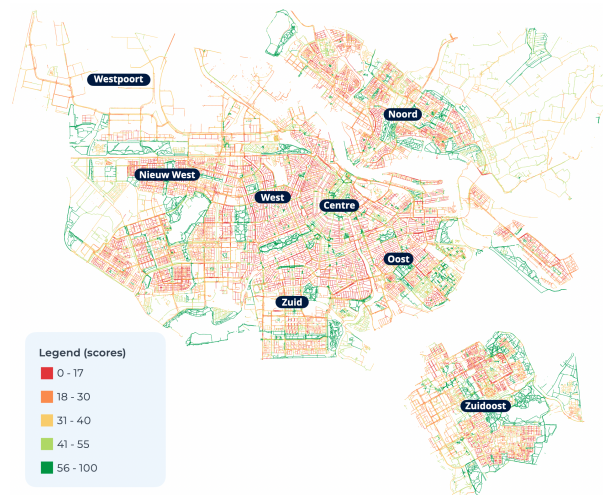 Westpoort
Noord
Nieuw West
West
Centre
Oost
Zuid
Legend (scores)
0 - 17
18 - 30
31 - 40
41 - 55
56 - 100
Zuidoost